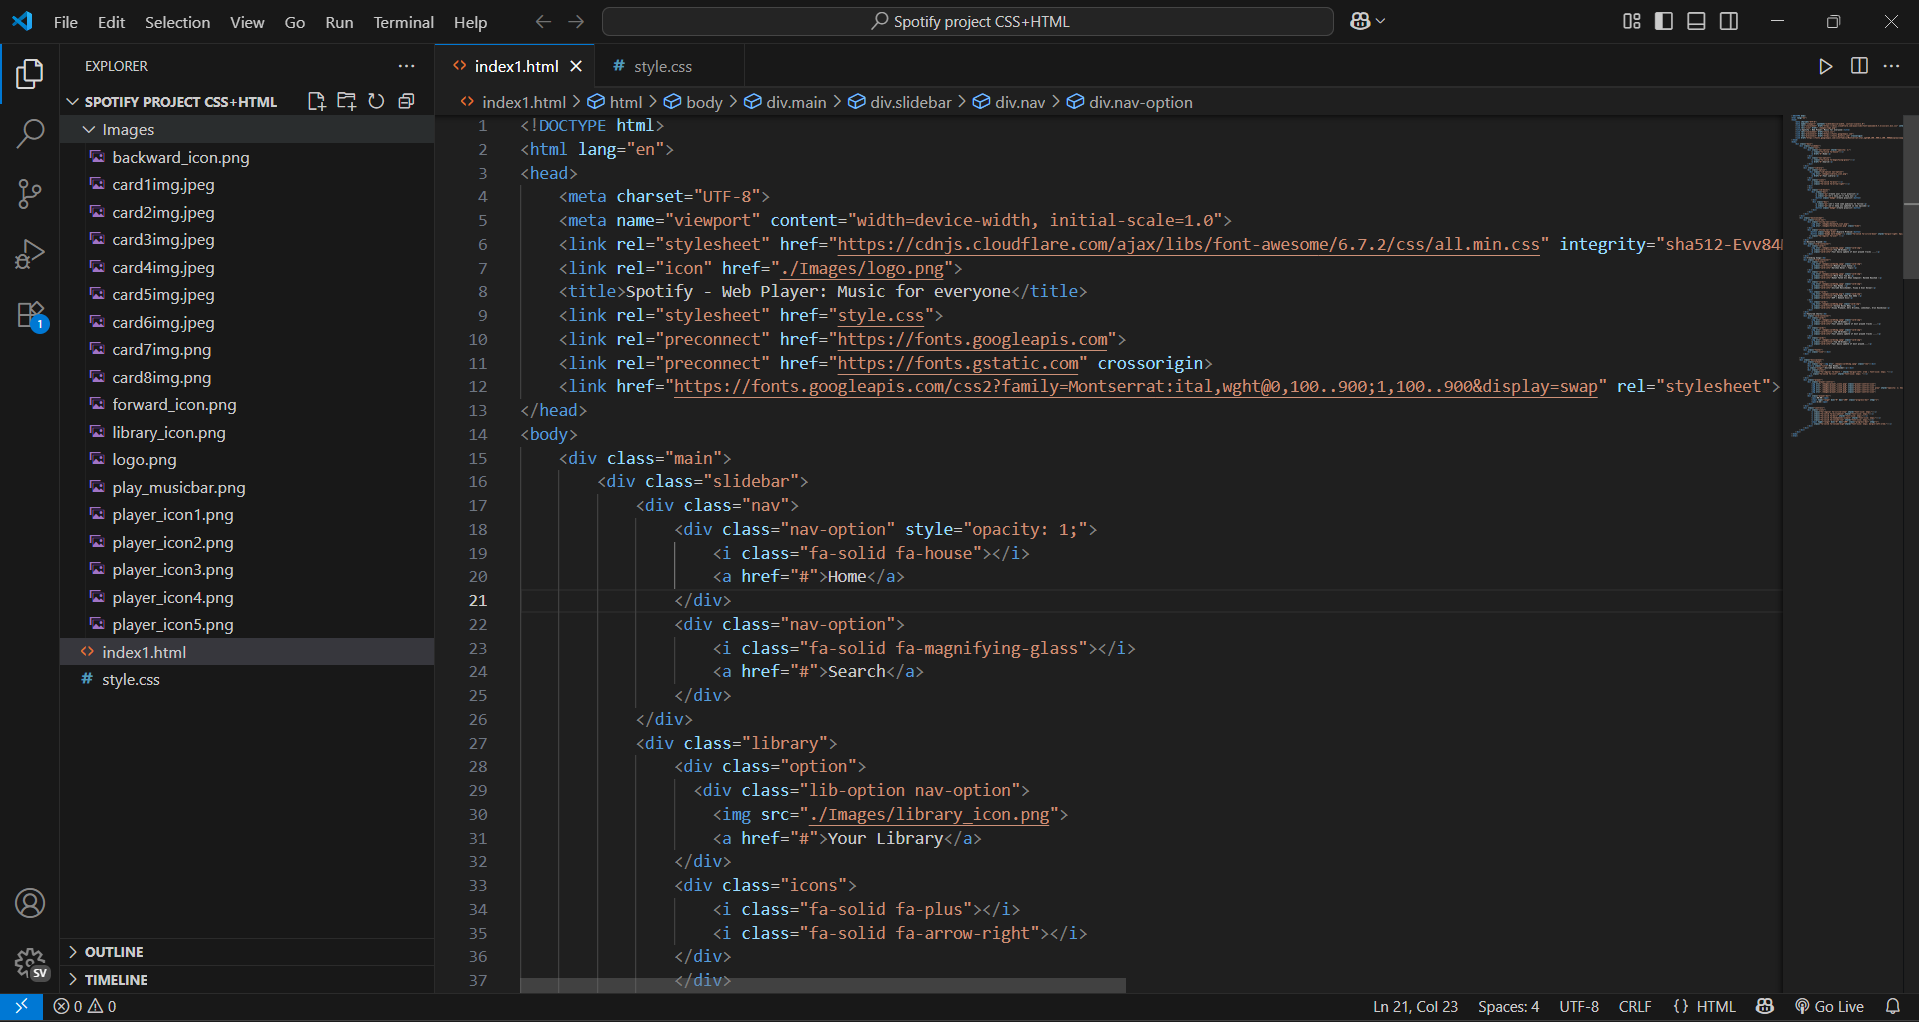 File Edit Selection View Go Run Terminal Help
Spotify project CSS+HTML
EXPLORER
SPOTIFY PROJECT CSS+HTML
Images
backward_icon.png
card1img.jpeg
card2img.jpeg
card3img.jpeg
card4img.jpeg
card5img.jpeg
card6img.jpeg
card7img.png
card8img.png
forward_icon.png
library_icon.png
logo.png
play_musicbar.png
player_icon1.png
player_icon2.png
player_icon3.png
player_icon4.png
player_icon5.png
index1.html
style.css
OUTLINE
TIMELINE
1
SV
index1.html
style.css
index1.html > html > body > div.main > div.slidebar > div.nav > div.nav-option
1 <!DOCTYPE html>
2 <html lang="en">
3 <head>
4 <meta charset="UTF-8">
5 <meta name="viewport" content="width=device-width, initial-scale=1.0">
6 <link rel="stylesheet" href="https://cdnjs.cloudflare.com/ajax/libs/font-awesome/6.7.2/css/all.min.css" integrity="sha512-Evv84
7 <link rel="icon" href="./Images/logo.png">
8 <title>Spotify - Web Player: Music for everyone</title>
9 <link rel="stylesheet" href="style.css">
10 <link rel="preconnect" href="https://fonts.googleapis.com">
11 <link rel="preconnect" href="https://fonts.gstatic.com" crossorigin>
12 <link href="https://fonts.googleapis.com/css2?family=Montserrat:ital,wght@0,100..900;1,100..900&display=swap" rel="stylesheet">
13 </head>
14 <body>
15 <div class="main">
16 <div class="slidebar">
17 <div class="nav">
18 <div class="nav-option" style="opacity: 1;">
19 <i class="fa-solid fa-house"></i>
20 <a href="#">Home</a>
21 </div>
22 <div class="nav-option">
23 <i class="fa-solid fa-magnifying-glass"></i>
24 <a href="#">Search</a>
25 </div>
26 </div>
27 <div class="library">
28 <div class="option">
29 <div class="lib-option nav-option">
30 <img src="./Images/library_icon.png">
31 <a href="#">Your Library</a>
32 </div>
33 <div class="icons">
34 <i class="fa-solid fa-plus"></i>
35 <i class="fa-solid fa-arrow-right"></i>
36 </div>
37 </div>
0 0
Ln 21, Col 23 Spaces: 4 UTF-8 CRLF {} HTML Go Live